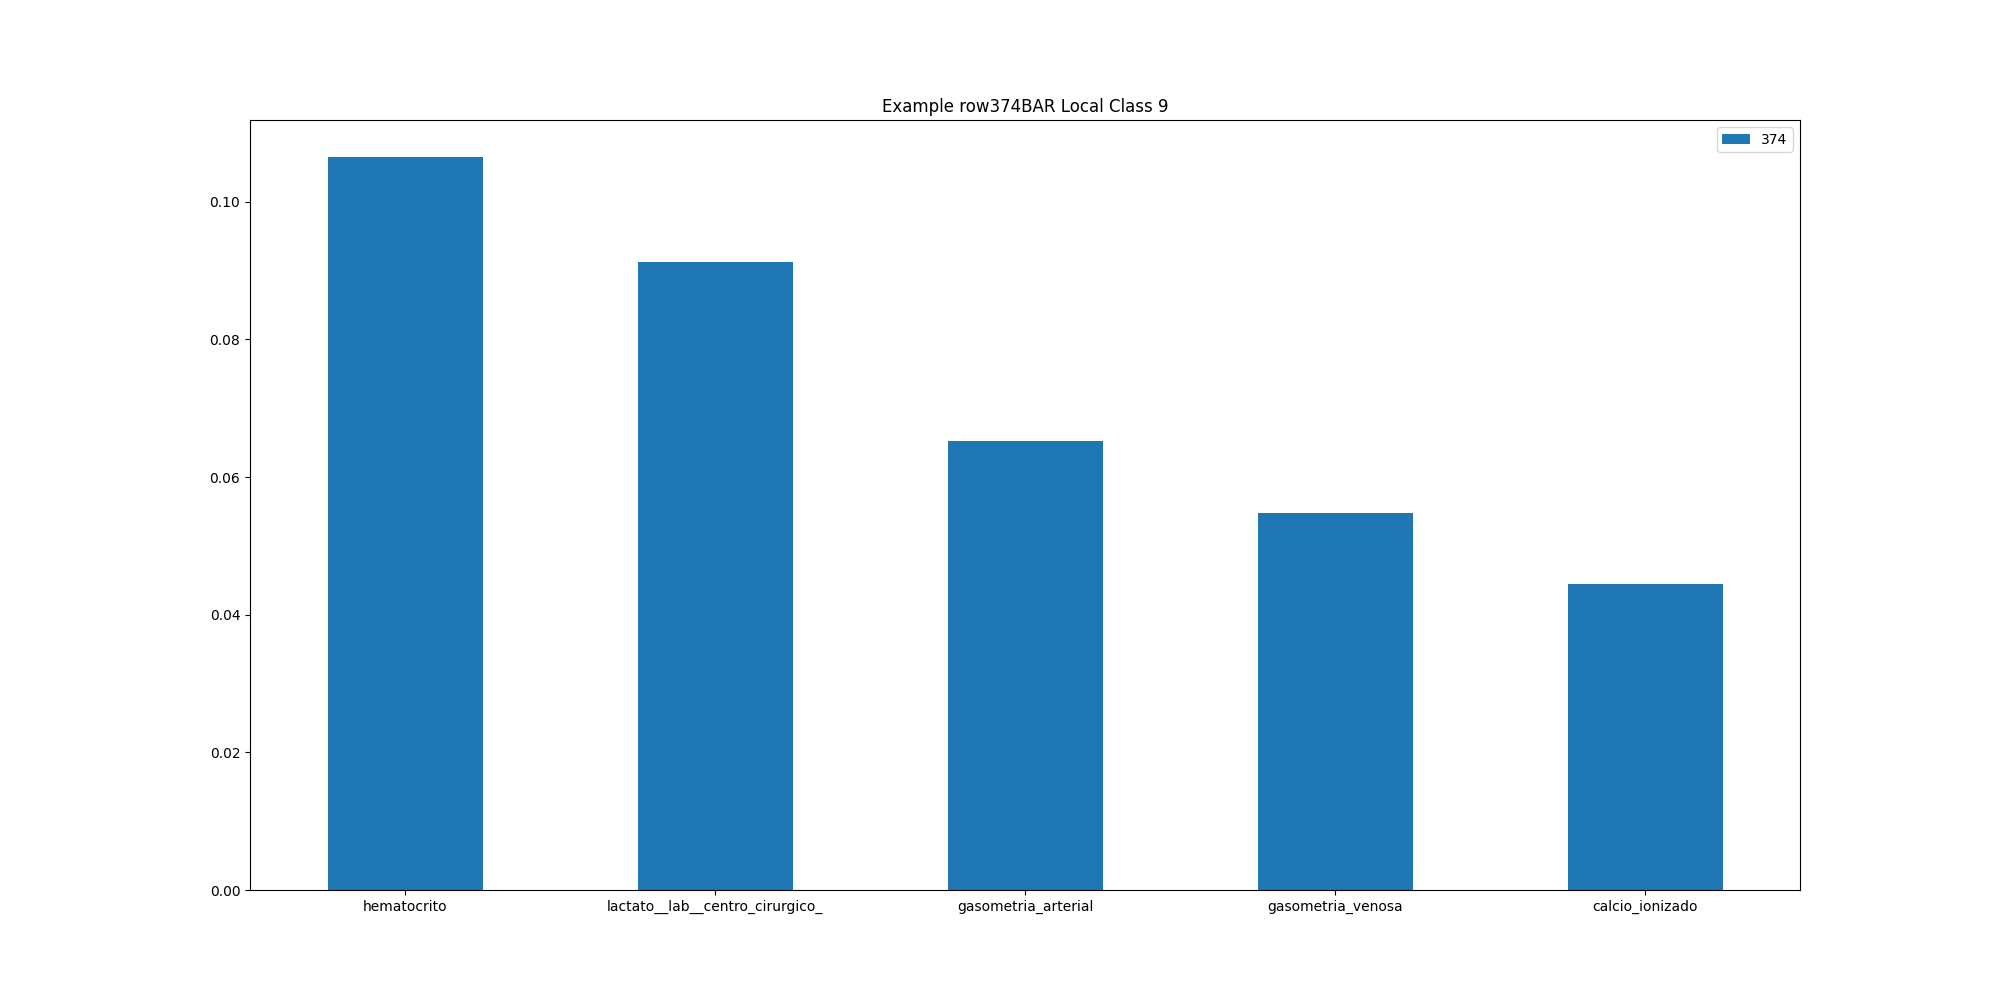 Example row374BAR Local Class 9
374
0.10
0.08
0.06
0.04
0.02
0.00
hematocrito
lactato__lab__centro_cirurgico_
gasometria_arterial
gasometria_venosa
calcio_ionizado